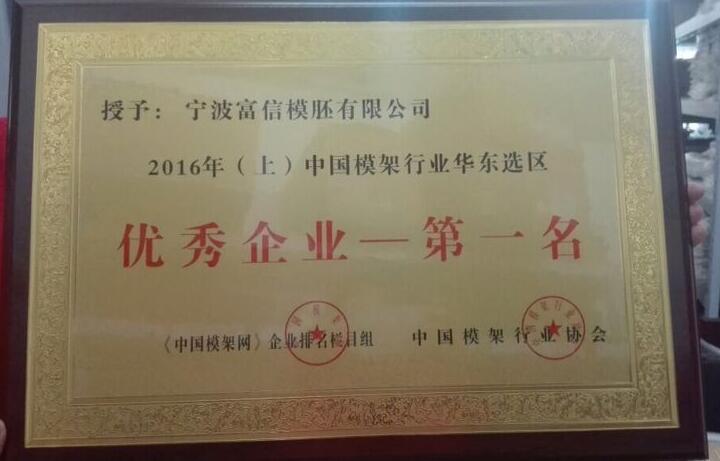 授予：宁波富信模胚有限公司
2016年（上）中国模架行业华东选区
优秀企业—第一名
《中国模架网》企业排名栏目组 中国模架行业协会